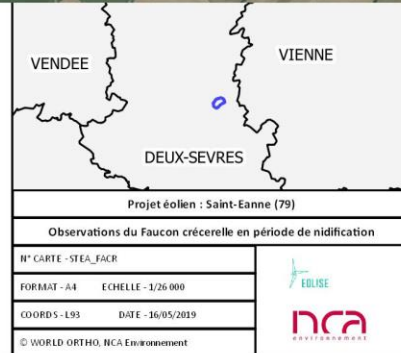 VENDEE
VIENNE
DEUX-SEVRES
Projet éolien : Saint-Eanne (79)
Observations du Faucon crécerelle en période de nidification
N° CARTE - STEA_FACR
FORMAT - A4 ECHELLE - 1/26 000
COORDS - L93 DATE - 16/05/2019
© WORLD ORTHO, NCA Environnement
EOLISE
nca
environnement